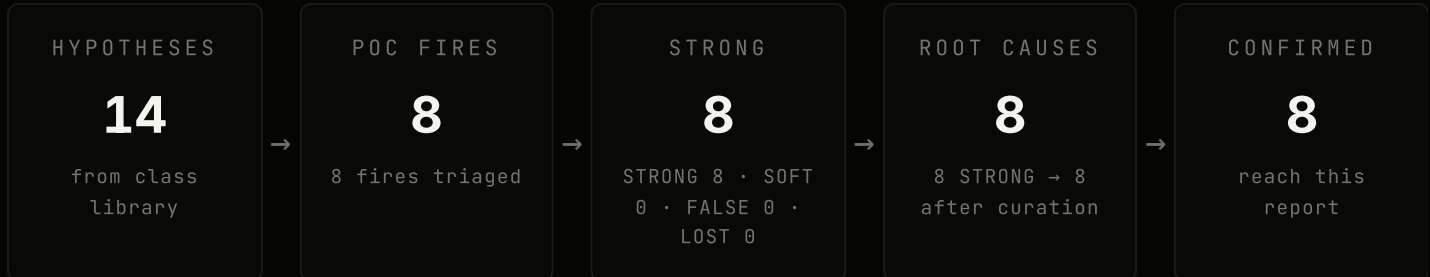 HYPOTHESES
14
from class
library
→
POC FIRES
8
8 fires triaged
→
STRONG
8
STRONG 8 · SOFT
0 · FALSE 0 ·
LOST 0
→
ROOT CAUSES
8
8 STRONG → 8
after curation
→
CONFIRMED
8
reach this
report